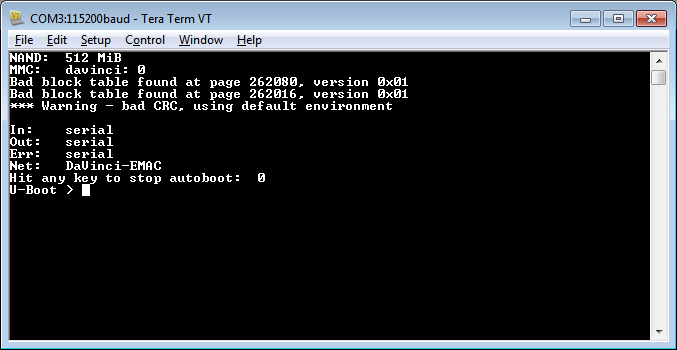 COM3:115200baud - Tera Term VT
File Edit Setup Control Window Help
NAND:  512 MiB
MMC:   davinci: 0
Bad block table found at page 262080, version 0x01
Bad block table found at page 262016, version 0x01
*** Warning - bad CRC, using default environment
In:    serial
Out:   serial
Err:   serial
Net:   DaVinci-EMAC
Hit any key to stop autoboot:  0
U-Boot >